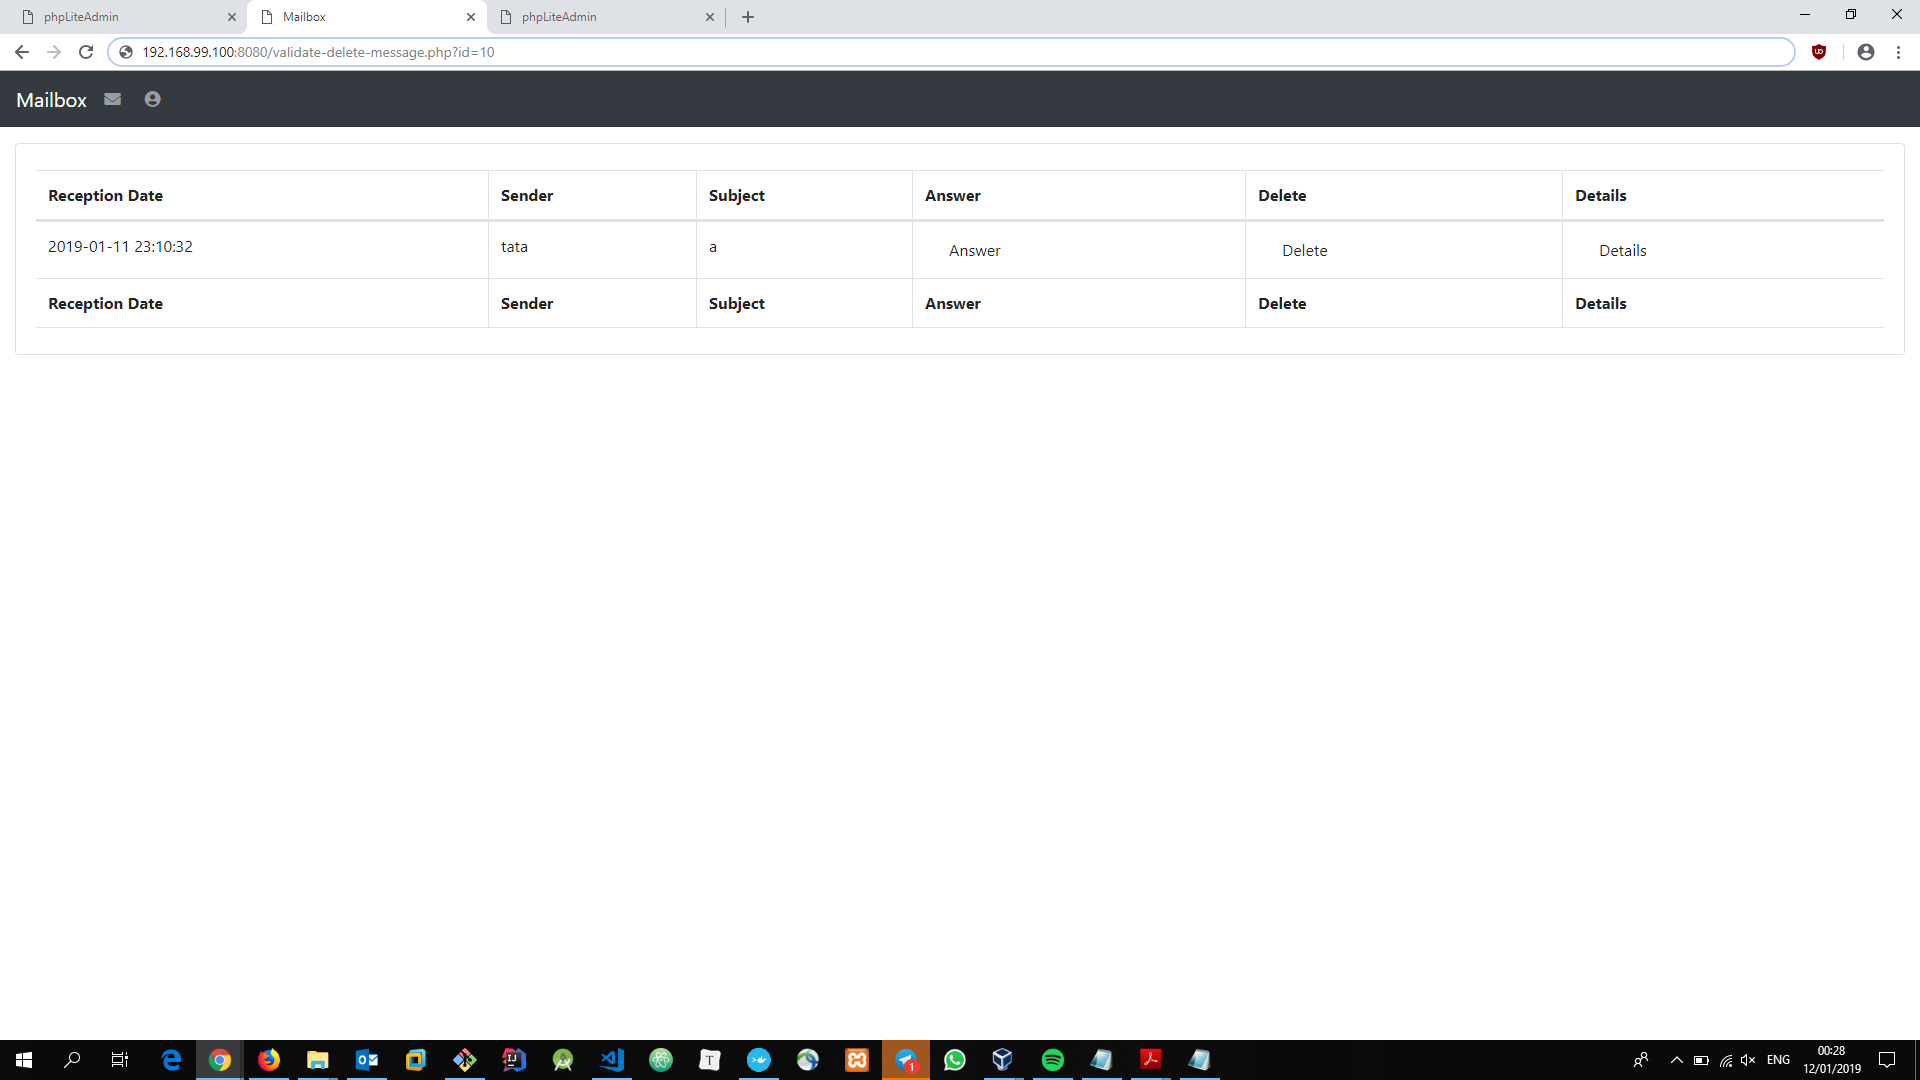 phpLiteAdmin Mailbox phpLiteAdmin
192.168.99.100:8080/validate-delete-message.php?id=10
Mailbox
Reception Date Sender Subject Answer Delete Details
2019-01-11 23:10:32 tata a Answer Delete Details
Reception Date Sender Subject Answer Delete Details
ENG 00:28
12/01/2019